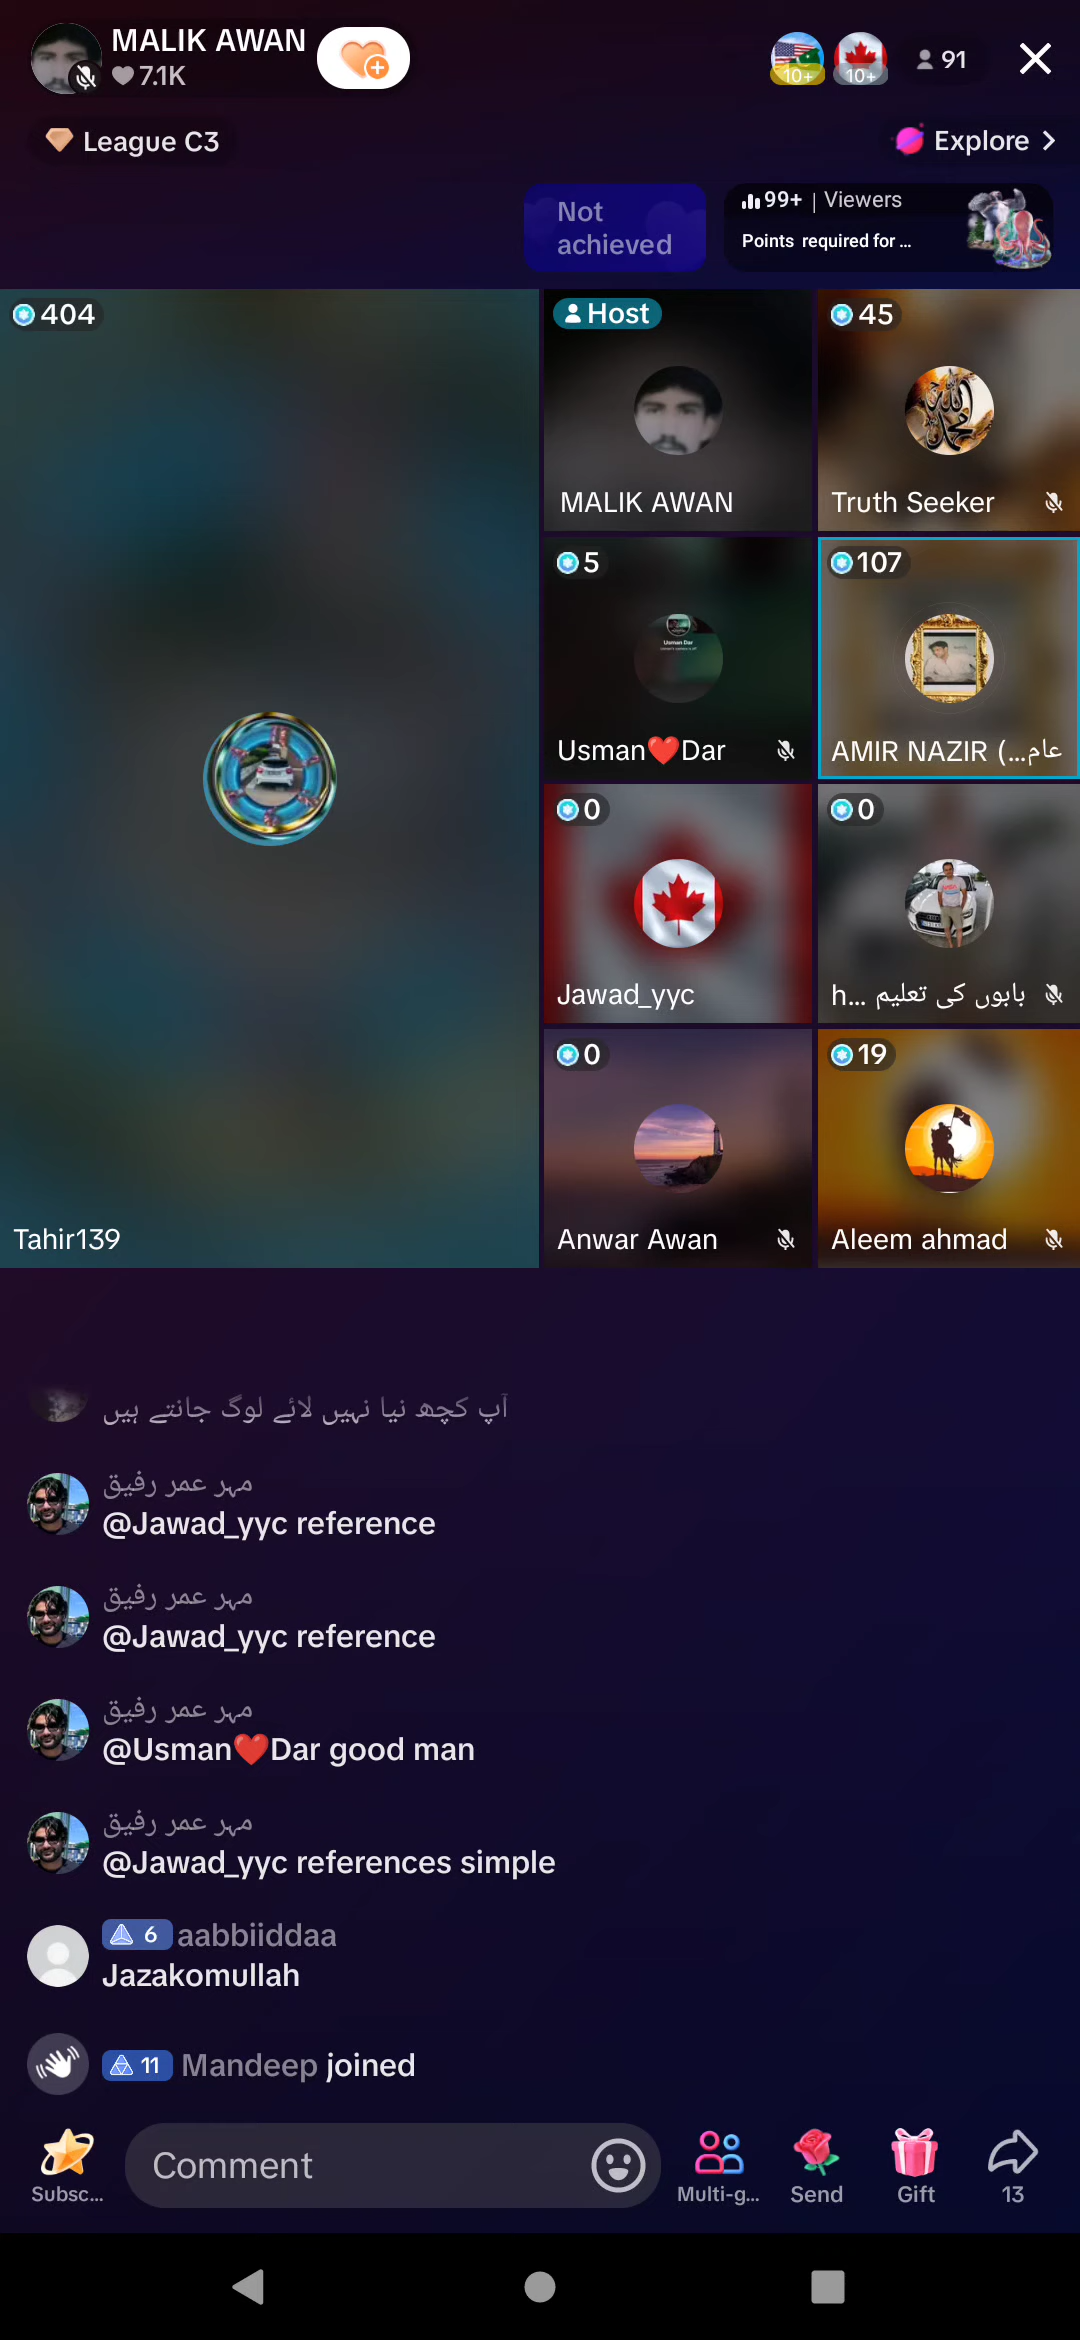 MALIK AWAN
7.1K
10+
10+
91
League C3
Explore
Not
achieved
99+ | Viewers
Points required for ...
404
Host
45
MALIK AWAN
Truth Seeker
5
107
Usman❤️Dar
AMIR NAZIR (...عام
0
0
Jawad_yyc
h... بابوں کی تعلیم
0
19
Tahir139
Anwar Awan
Aleem ahmad
آپ کچھ نیا نہیں لائے لوگ جانتے ہیں
مہر عمر رفیق
@Jawad_yyc reference
مہر عمر رفیق
@Jawad_yyc reference
مہر عمر رفیق
@Usman❤️Dar good man
مہر عمر رفیق
@Jawad_yyc references simple
6 aabbiiddaa
Jazakomullah
11 Mandeep joined
Comment
Subsc...
Multi-g...
Send
Gift
13